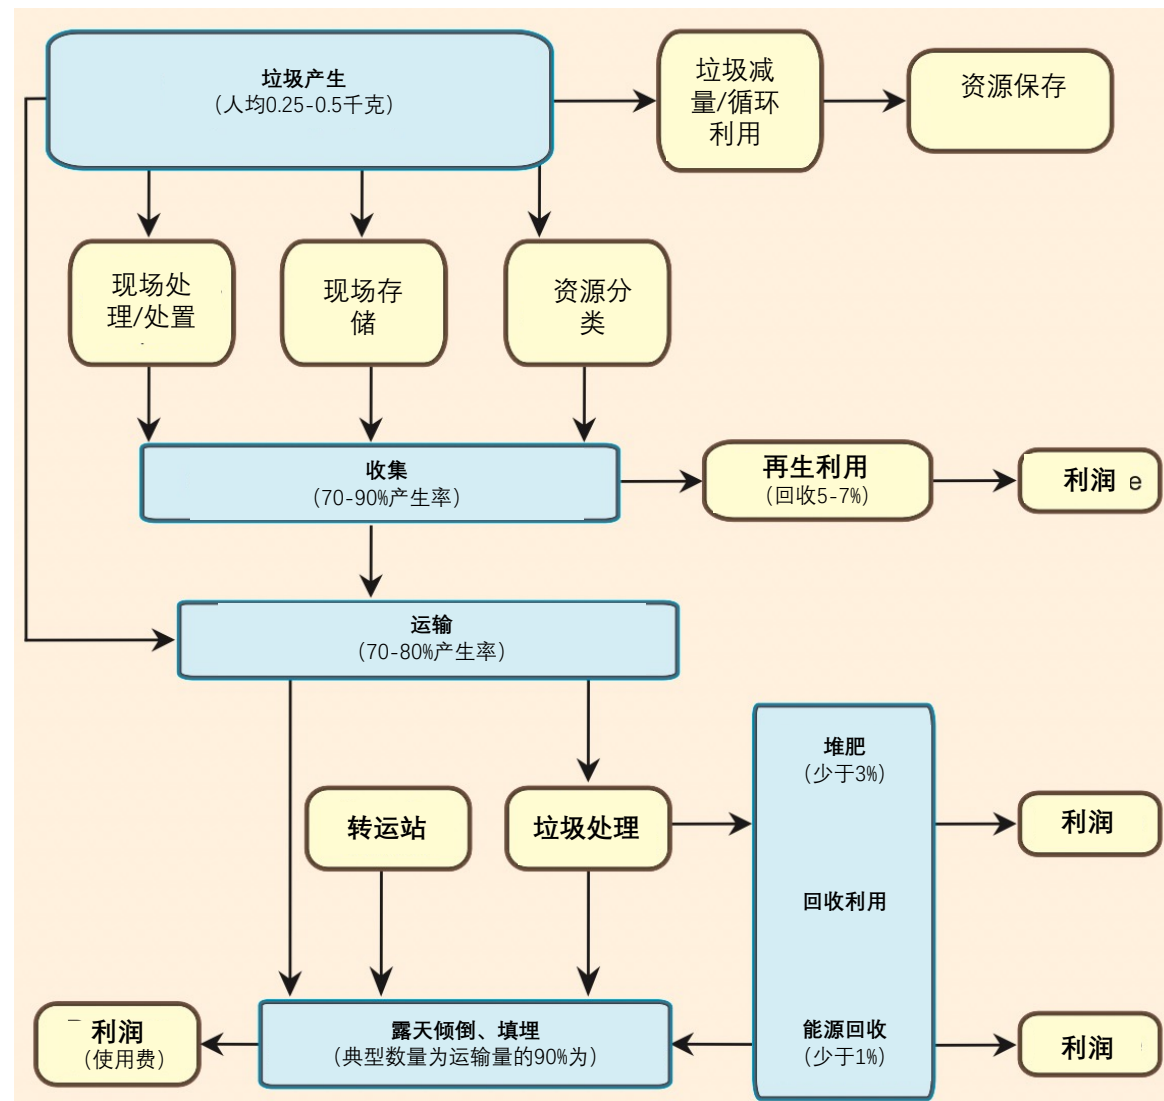 垃圾产生
（人均0.25-0.5千克）
垃圾减
量/循环
利用
资源保存
现场处
理/处置
现场存
储
资源分
类
收集
（70-90%产生率）
再生利用
（回收5-7%）
利润 e
运输
（70-80%产生率）
堆肥
（少于3%）
转运站
垃圾处理
利润
回收利用
利润
（使用费）
露天倾倒、填埋
（典型数量为运输量的90%为）
能源回收
（少于1%）
利润